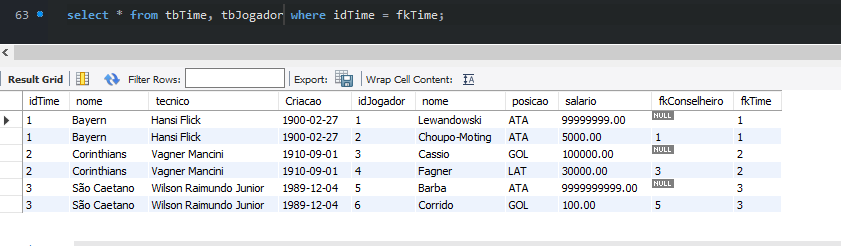 63 select * from tbTime, tbJogador where idTime = fkTime;
Result Grid Filter Rows: Export: Wrap Cell Content:
idTime nome tecnico Criacao idJogador nome posicao salario fkConselheiro fkTime
1 Bayern Hansi Flick 1900-02-27 1 Lewandowski ATA 99999999.00 NULL 1
1 Bayern Hansi Flick 1900-02-27 2 Choupo-Moting ATA 5000.00 1 1
2 Corinthians Vagner Mancini 1910-09-01 3 Cassio GOL 100000.00 NULL 2
2 Corinthians Vagner Mancini 1910-09-01 4 Fagner LAT 30000.00 3 2
3 São Caetano Wilson Raimundo Junior 1989-12-04 5 Barba ATA 9999999999.00 NULL 3
3 São Caetano Wilson Raimundo Junior 1989-12-04 6 Corrido GOL 100.00 5 3